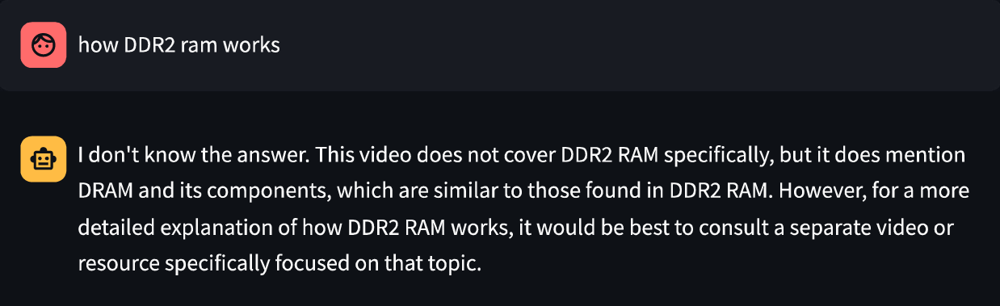 how DDR2 ram works
I don't know the answer. This video does not cover DDR2 RAM specifically, but it does mention
DRAM and its components, which are similar to those found in DDR2 RAM. However, for a more
detailed explanation of how DDR2 RAM works, it would be best to consult a separate video or
resource specifically focused on that topic.